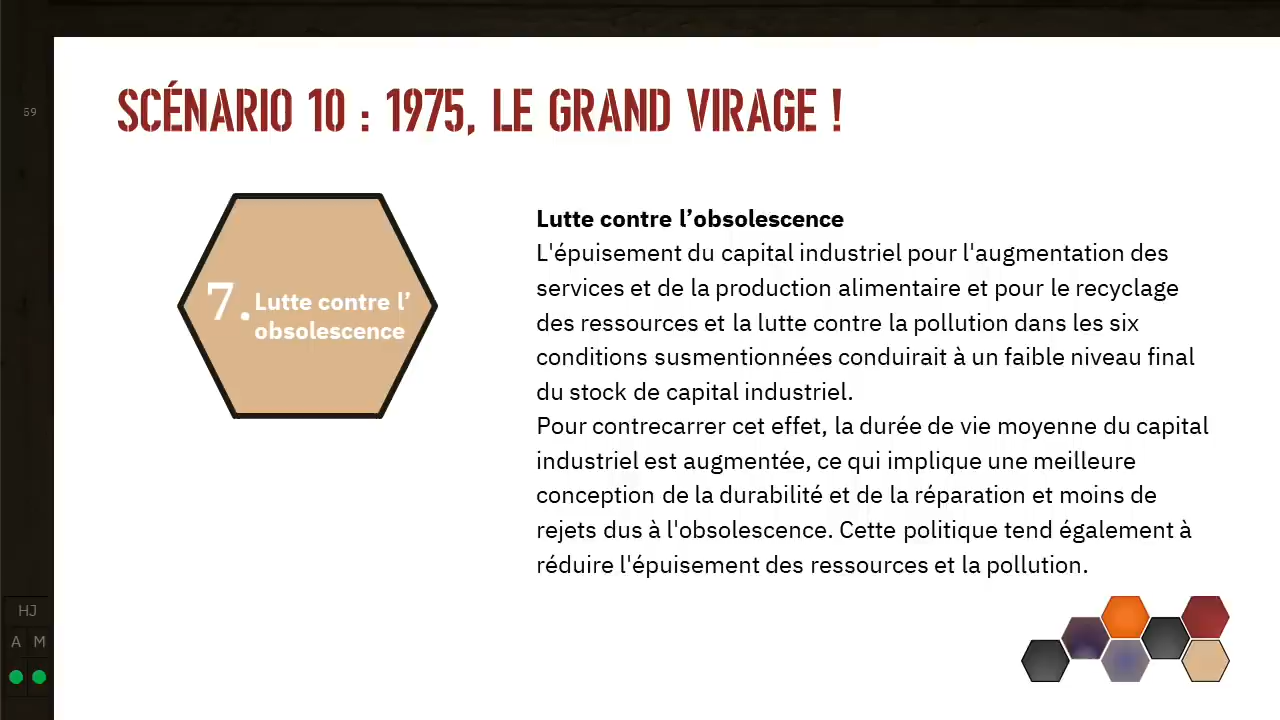 59
SCÉNARIO 10 : 1975, LE GRAND VIRAGE !
7. Lutte contre l’
obsolescence
Lutte contre l’obsolescence
L'épuisement du capital industriel pour l'augmentation des
services et de la production alimentaire et pour le recyclage
des ressources et la lutte contre la pollution dans les six
conditions susmentionnées conduirait à un faible niveau final
du stock de capital industriel.
Pour contrecarrer cet effet, la durée de vie moyenne du capital
industriel est augmentée, ce qui implique une meilleure
conception de la durabilité et de la réparation et moins de
rejets dus à l'obsolescence. Cette politique tend également à
réduire l'épuisement des ressources et la pollution.
HJ
A M